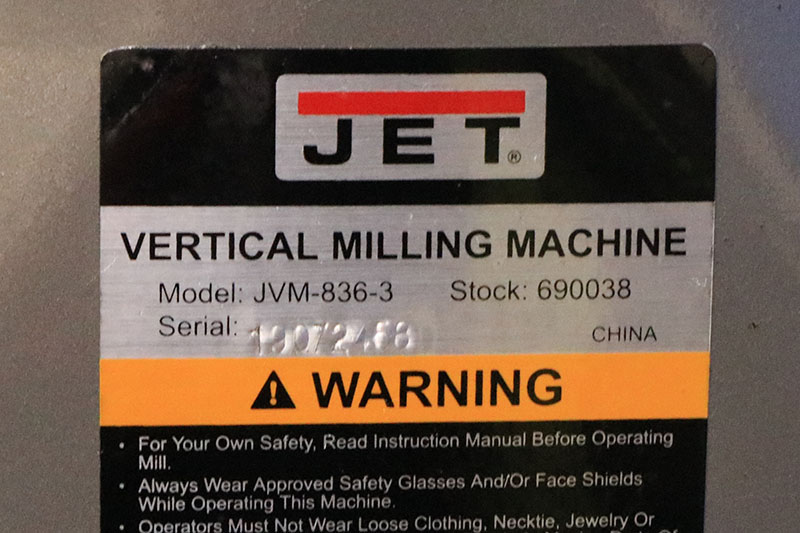 JET®
VERTICAL MILLING MACHINE
Model: JVM-836-3 Stock: 690038
Serial:
CHINA
WARNING
• For Your Own Safety, Read Instruction Manual Before Operating
Mill.
• Always Wear Approved Safety Glasses And/Or Face Shields
While Operating This Machine.
• Operators Must Not Wear Loose Clothing, Necktie, Jewelry Or